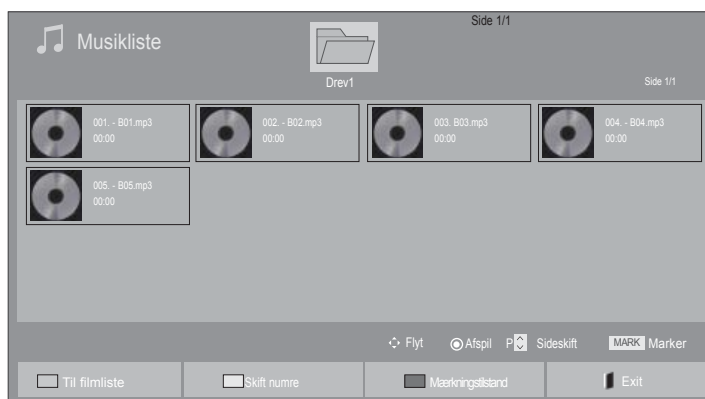 Side 1/1
Musikliste
Drev1
Side 1/1
001. - B01.mp3
00:00
002. - B02.mp3
00:00
003. B03.mp3
00:00
004. - B04.mp3
00:00
005. - B05.mp3
00:00
Flyt Afspil P Sideskift MARK Marker
Til filmliste Skift numre Mærkningstilstand Exit